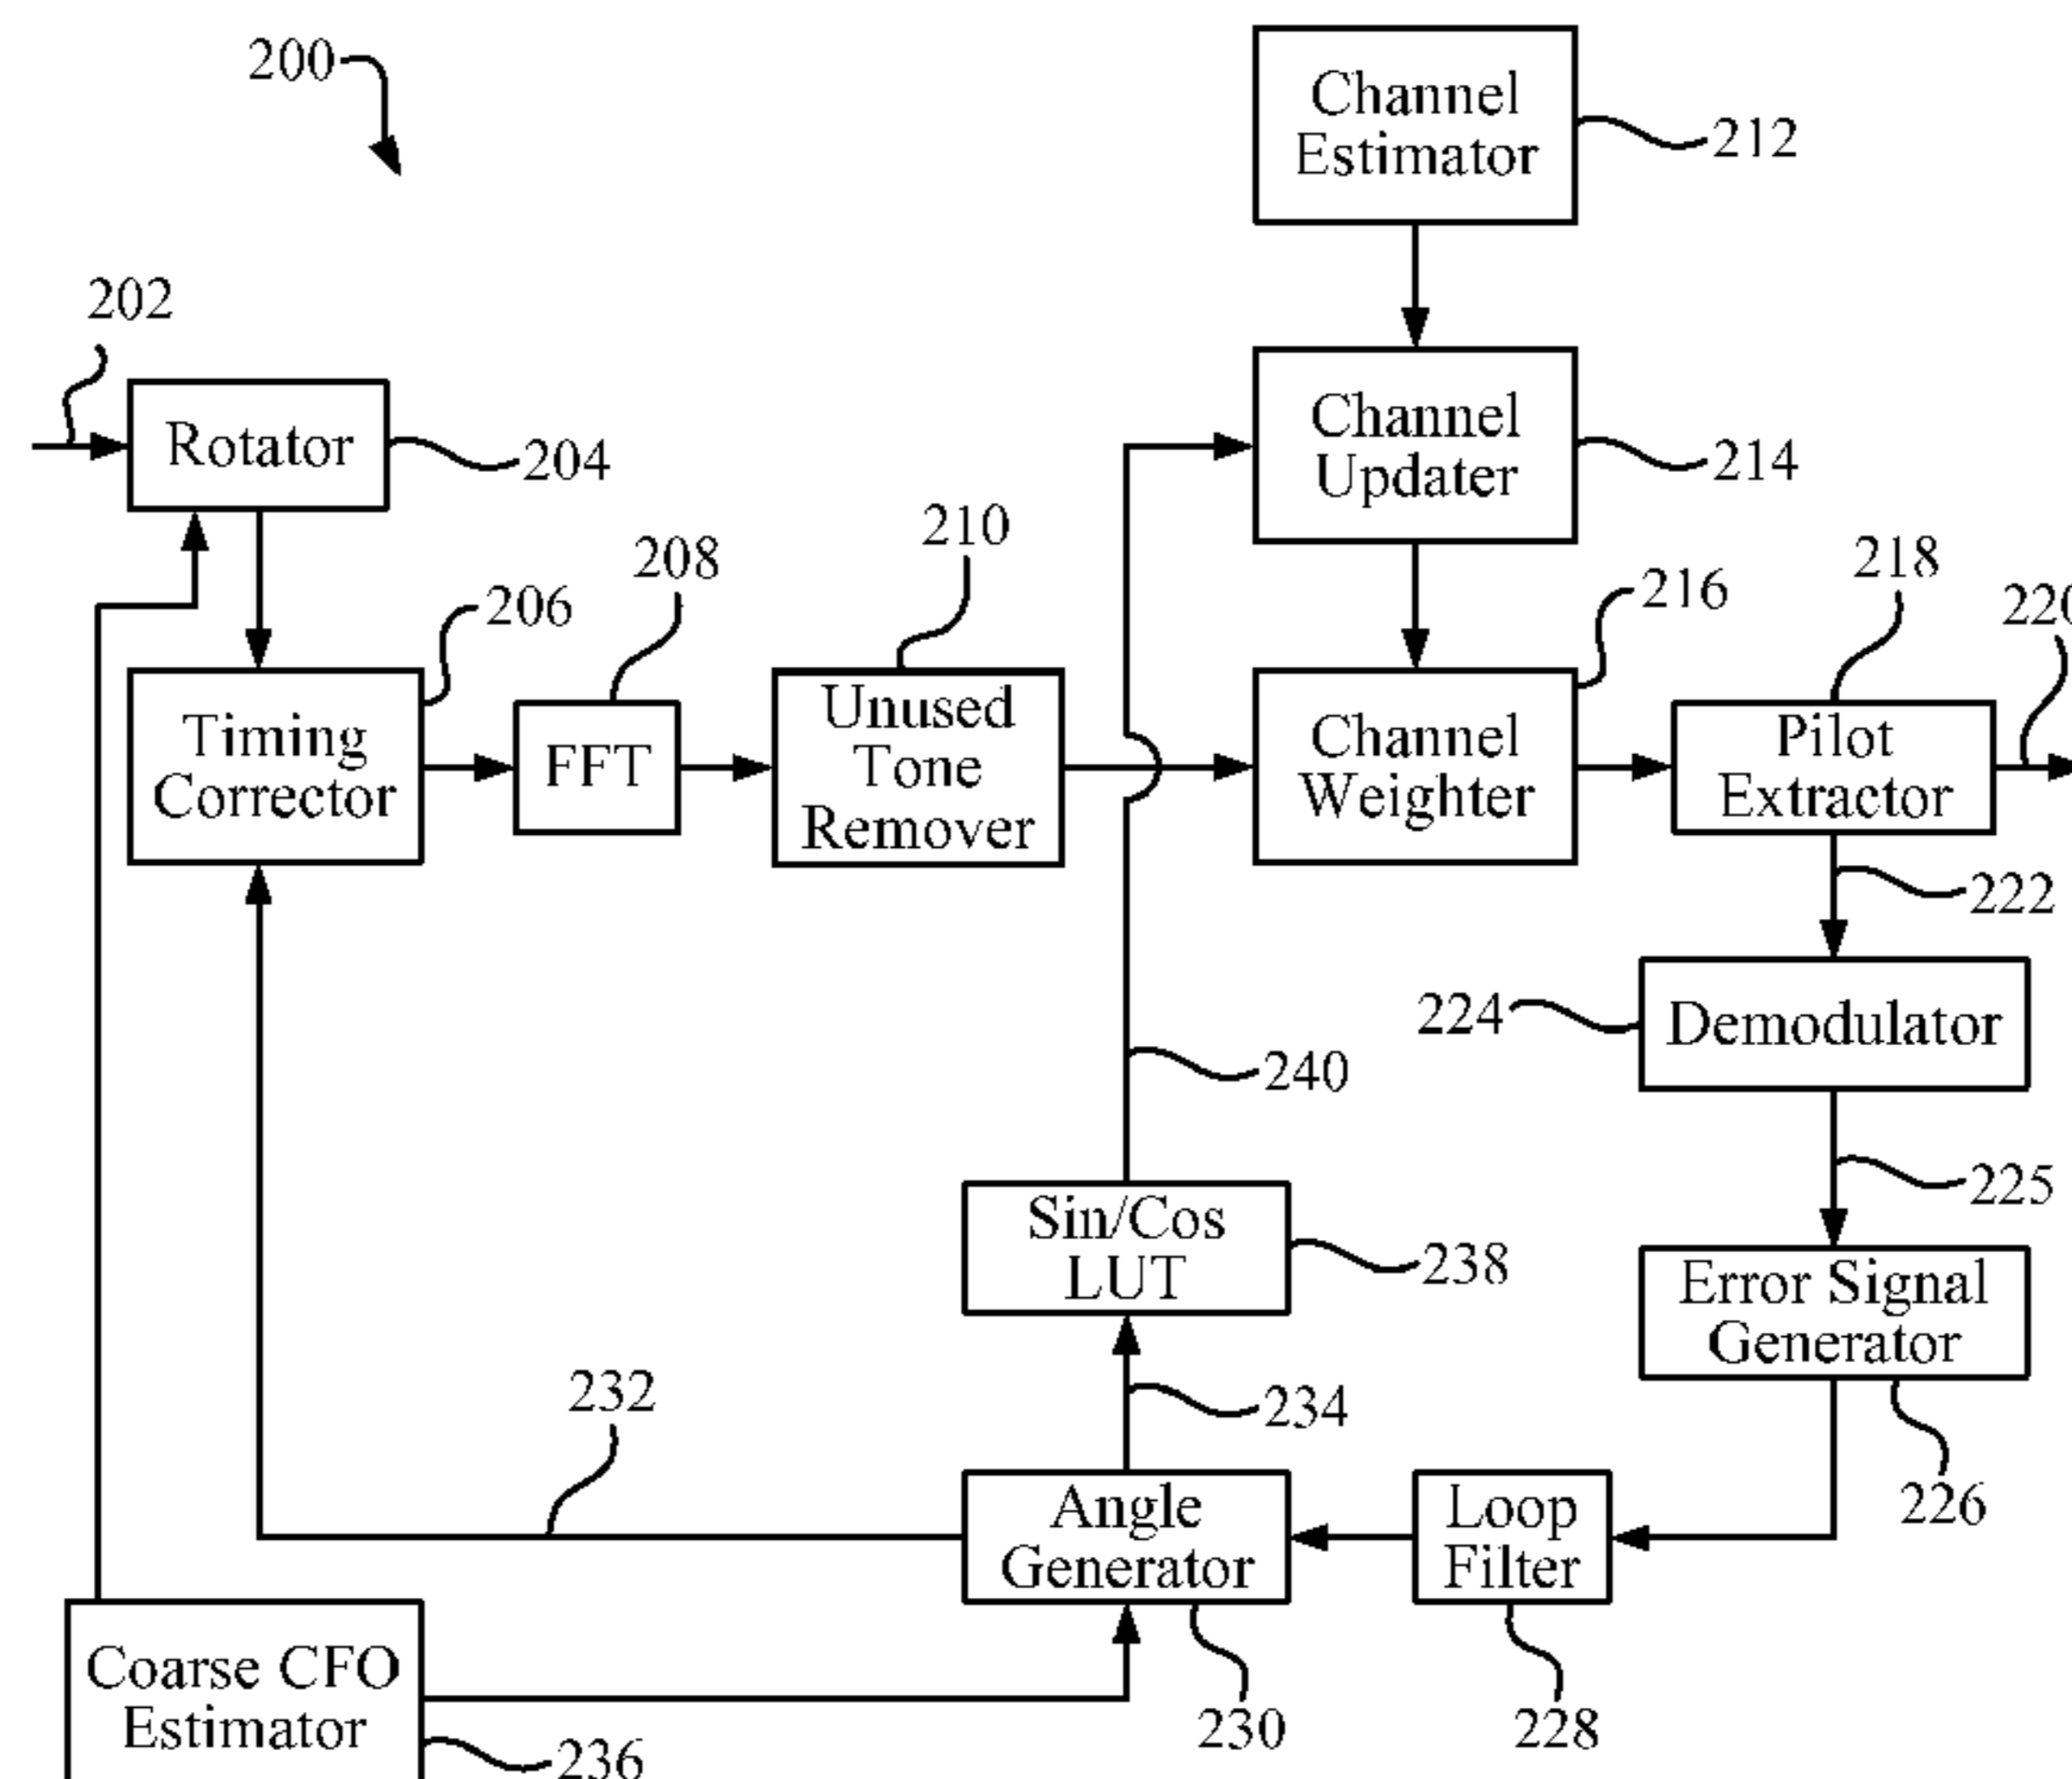 200
Channel
Estimator
212
202
Rotator
204
Channel
Updater
214
210
208
218
216
220
206
Timing
Corrector
FFT
Unused
Tone
Remover
Channel
Weighter
Pilot
Extractor
222
224
Demodulator
240
225
Sin/Cos
LUT
238
Error Signal
Generator
232
234
Angle
Generator
Loop
Filter
226
Coarse CFO
Estimator
230
228
236